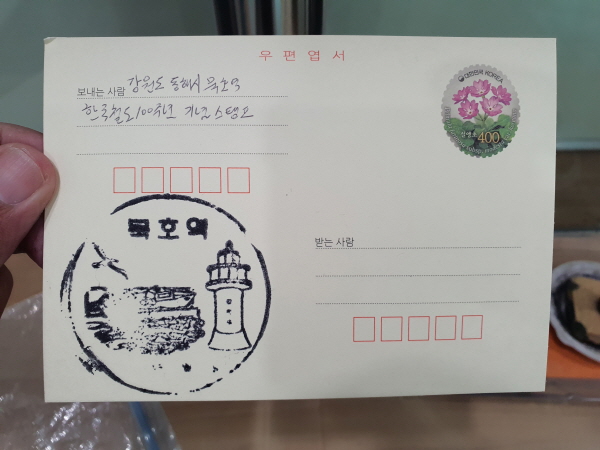 우편엽서
보내는 사람 강원도 동해시 묵호역
한국철도 100주년 기념 스탬프
대한민국 KOREA
400
묵호역
받는 사람